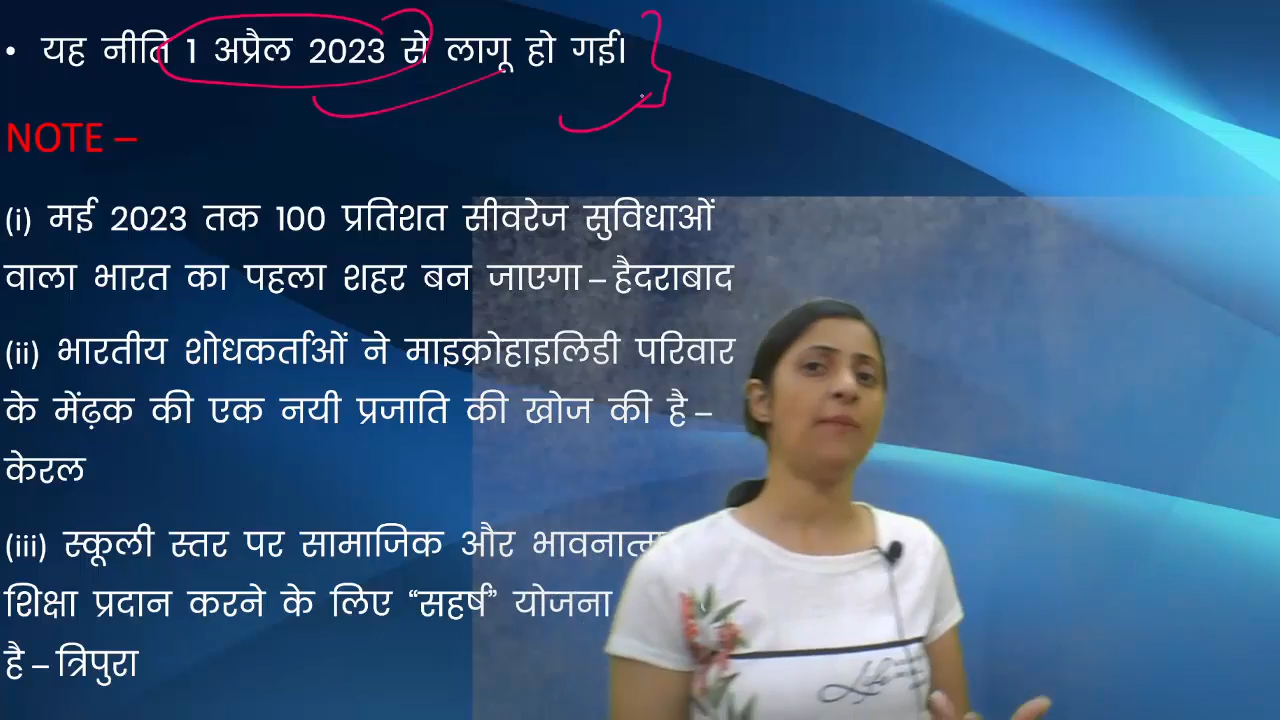 • यह नीति 1 अप्रैल 2023 से लागू हो गई।
NOTE –
(i) मई 2023 तक 100 प्रतिशत सीवरेज सुविधाओं
वाला भारत का पहला शहर बन जाएगा – हैदराबाद
(ii) भारतीय शोधकर्ताओं ने माइक्रोहाइलिडी परिवार
के मेंढ़क की एक नयी प्रजाति की खोज की है –
केरल
(iii) स्कूली स्तर पर सामाजिक और
शिक्षा प्रदान करने के लिए “सहर्ष” योजना
है – त्रिपुरा